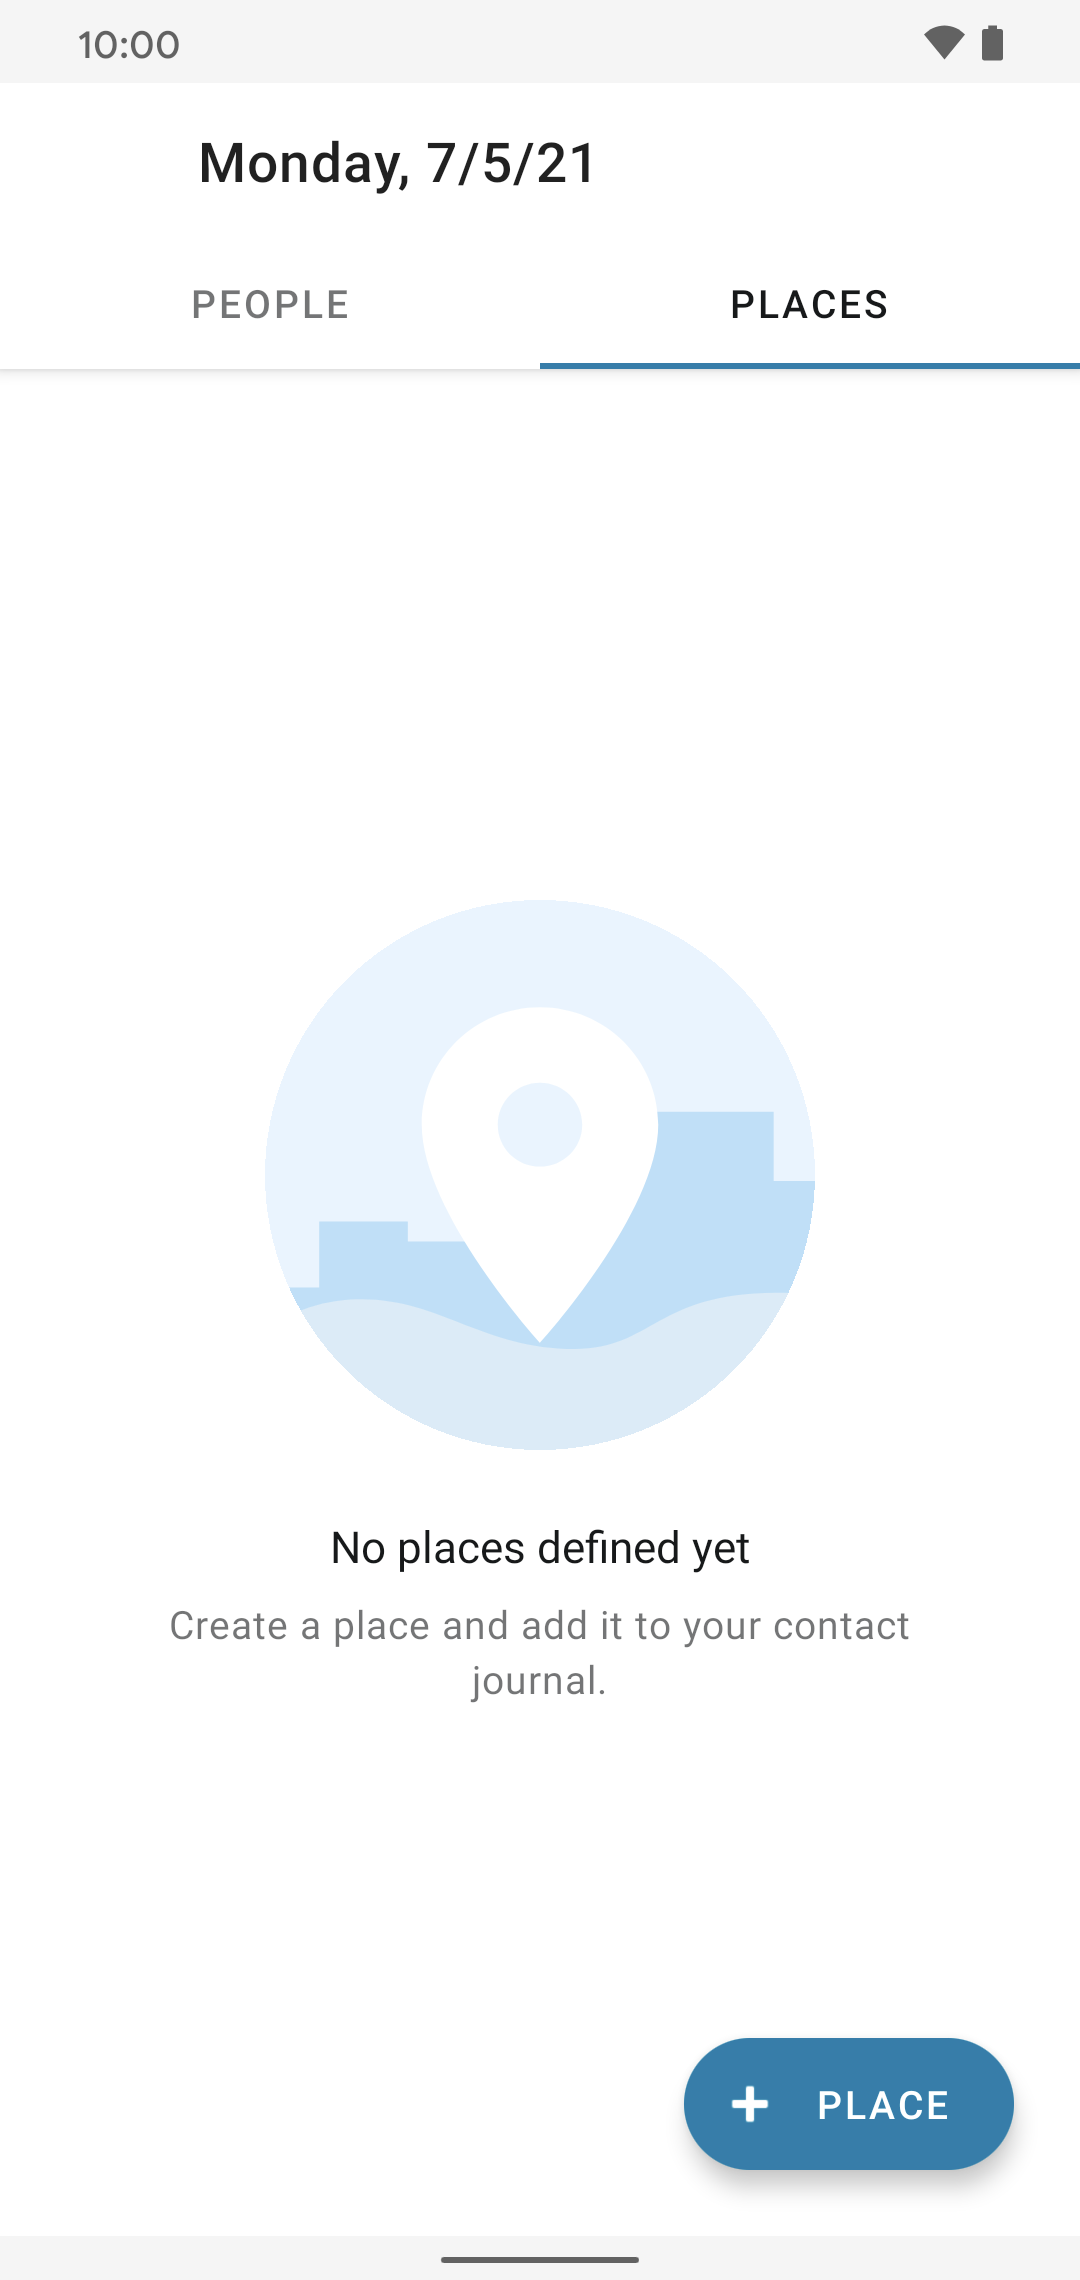 10:00
Monday, 7/5/21
PEOPLE
PLACES
No places defined yet
Create a place and add it to your contact
journal.
PLACE